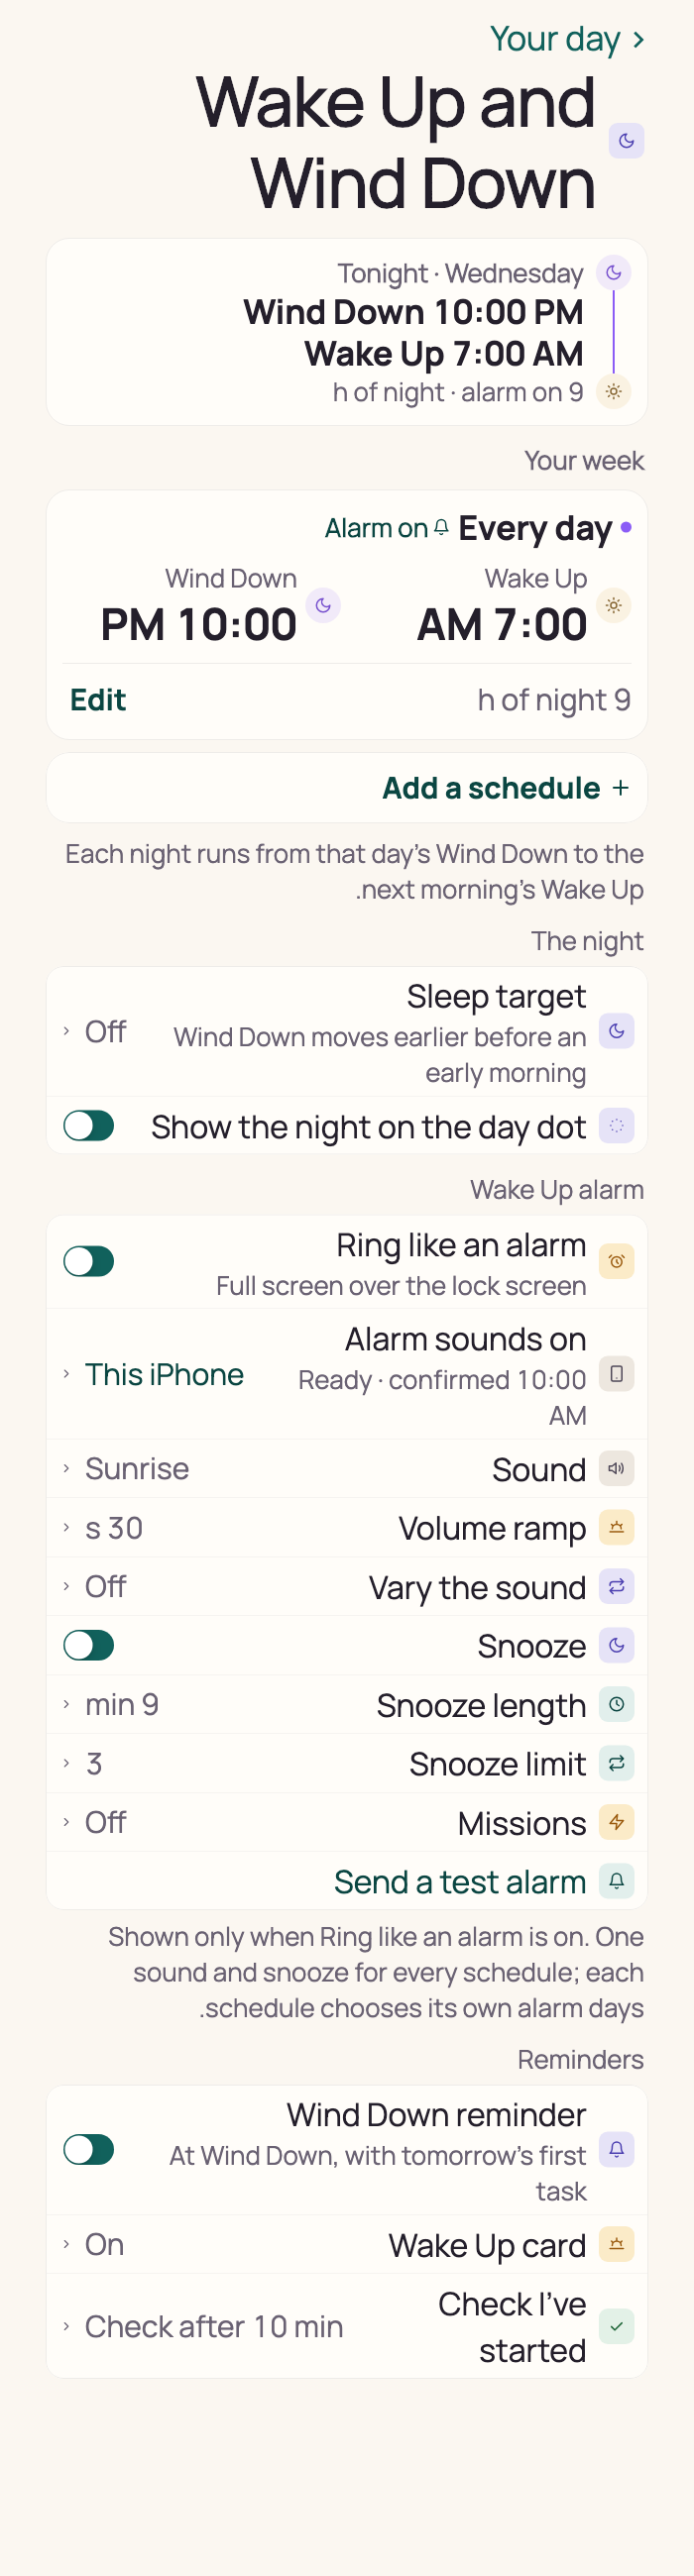 Your day
Wake Up and
Wind Down
Tonight · Wednesday
Wind Down 10:00 PM
Wake Up 7:00 AM
h of night · alarm on 9
Your week
Every day
Alarm on
Wake Up
AM 7:00
Wind Down
PM 10:00
h of night 9
Edit
+ Add a schedule
Each night runs from that day's Wind Down to the
.next morning's Wake Up
The night
Sleep target
Wind Down moves earlier before an
early morning
Off
Show the night on the day dot
Wake Up alarm
Ring like an alarm
Full screen over the lock screen
Alarm sounds on
Ready · confirmed 10:00
AM
This iPhone
Sound
Sunrise
Volume ramp
s 30
Vary the sound
Off
Snooze
Snooze length
min 9
Snooze limit
3
Missions
Off
Send a test alarm
Shown only when Ring like an alarm is on. One
sound and snooze for every schedule; each
.schedule chooses its own alarm days
Reminders
Wind Down reminder
At Wind Down, with tomorrow's first
task
Wake Up card
On
Check I've
started
Check after 10 min